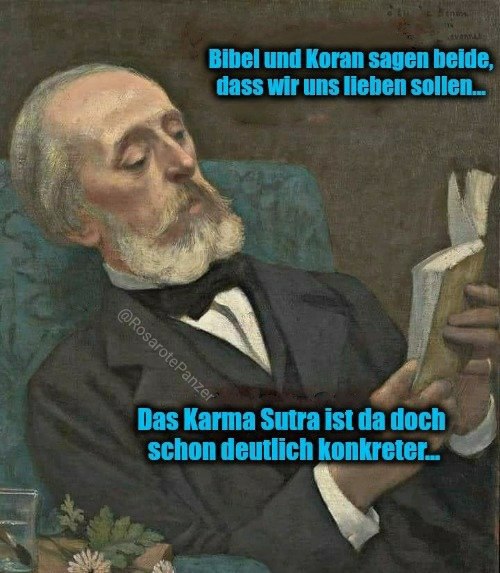 Bibel und Koran sagen beide,
dass wir uns lieben sollen...
@RosarotePanzer
Das Karma Sutra ist da doch
schon deutlich konkreter...